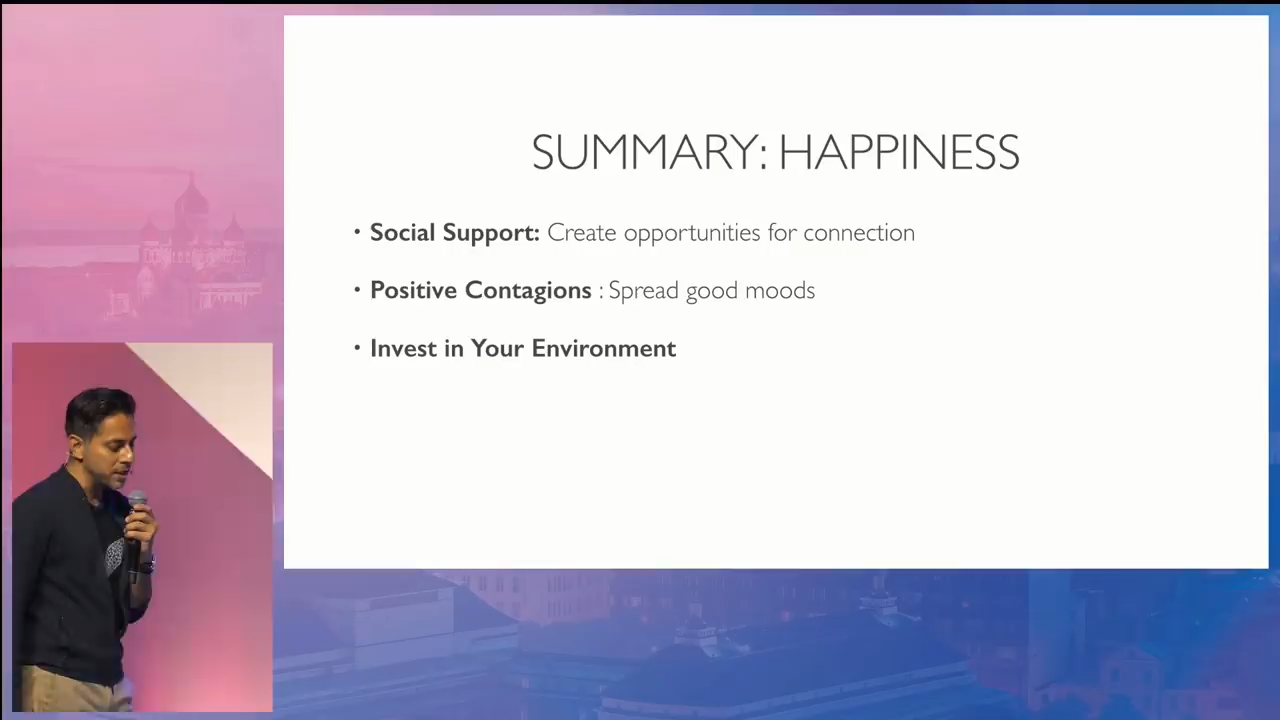 SUMMARY: HAPPINESS
• Social Support: Create opportunities for connection
• Positive Contagions : Spread good moods
• Invest in Your Environment